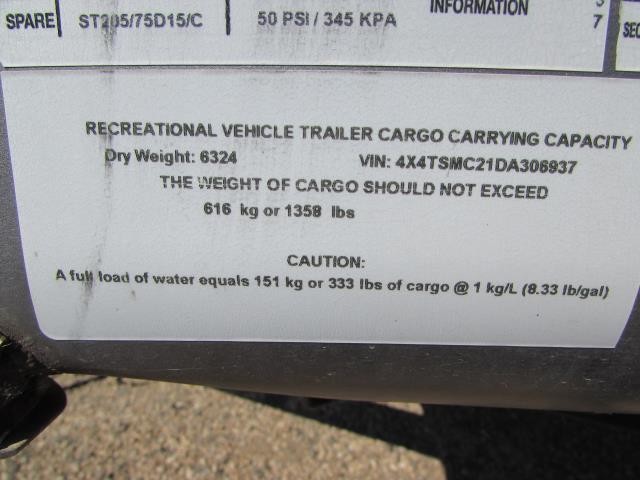 INFORMATION
SPARE ST205/75D15/C 50 PSI / 345 KPA 7 SEC
RECREATIONAL VEHICLE TRAILER CARGO CARRYING CAPACITY
Dry Weight: 6324 VIN: 4X4TSMC21DA306937
THE WEIGHT OF CARGO SHOULD NOT EXCEED
616 kg or 1358 lbs
CAUTION:
A full load of water equals 151 kg or 333 lbs of cargo @ 1 kg/L (8.33 lb/gal)